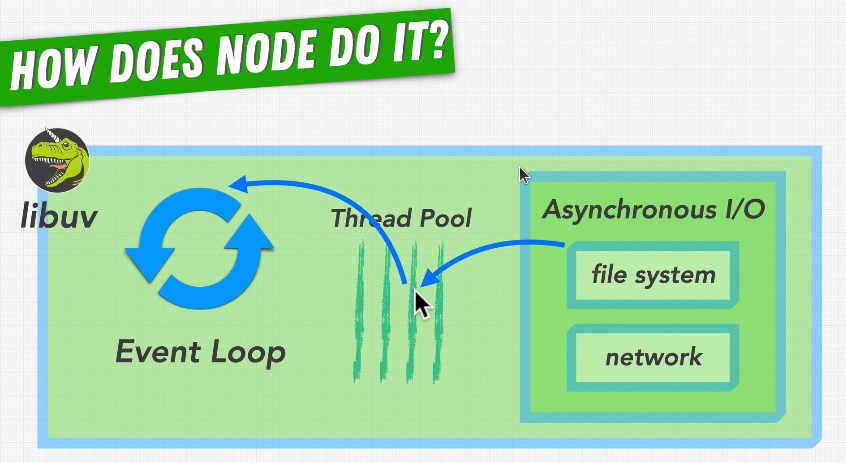 HOW DOES NODE DO IT?
libuv
Thread Pool
Asynchronous I/O
file system
Event Loop
network